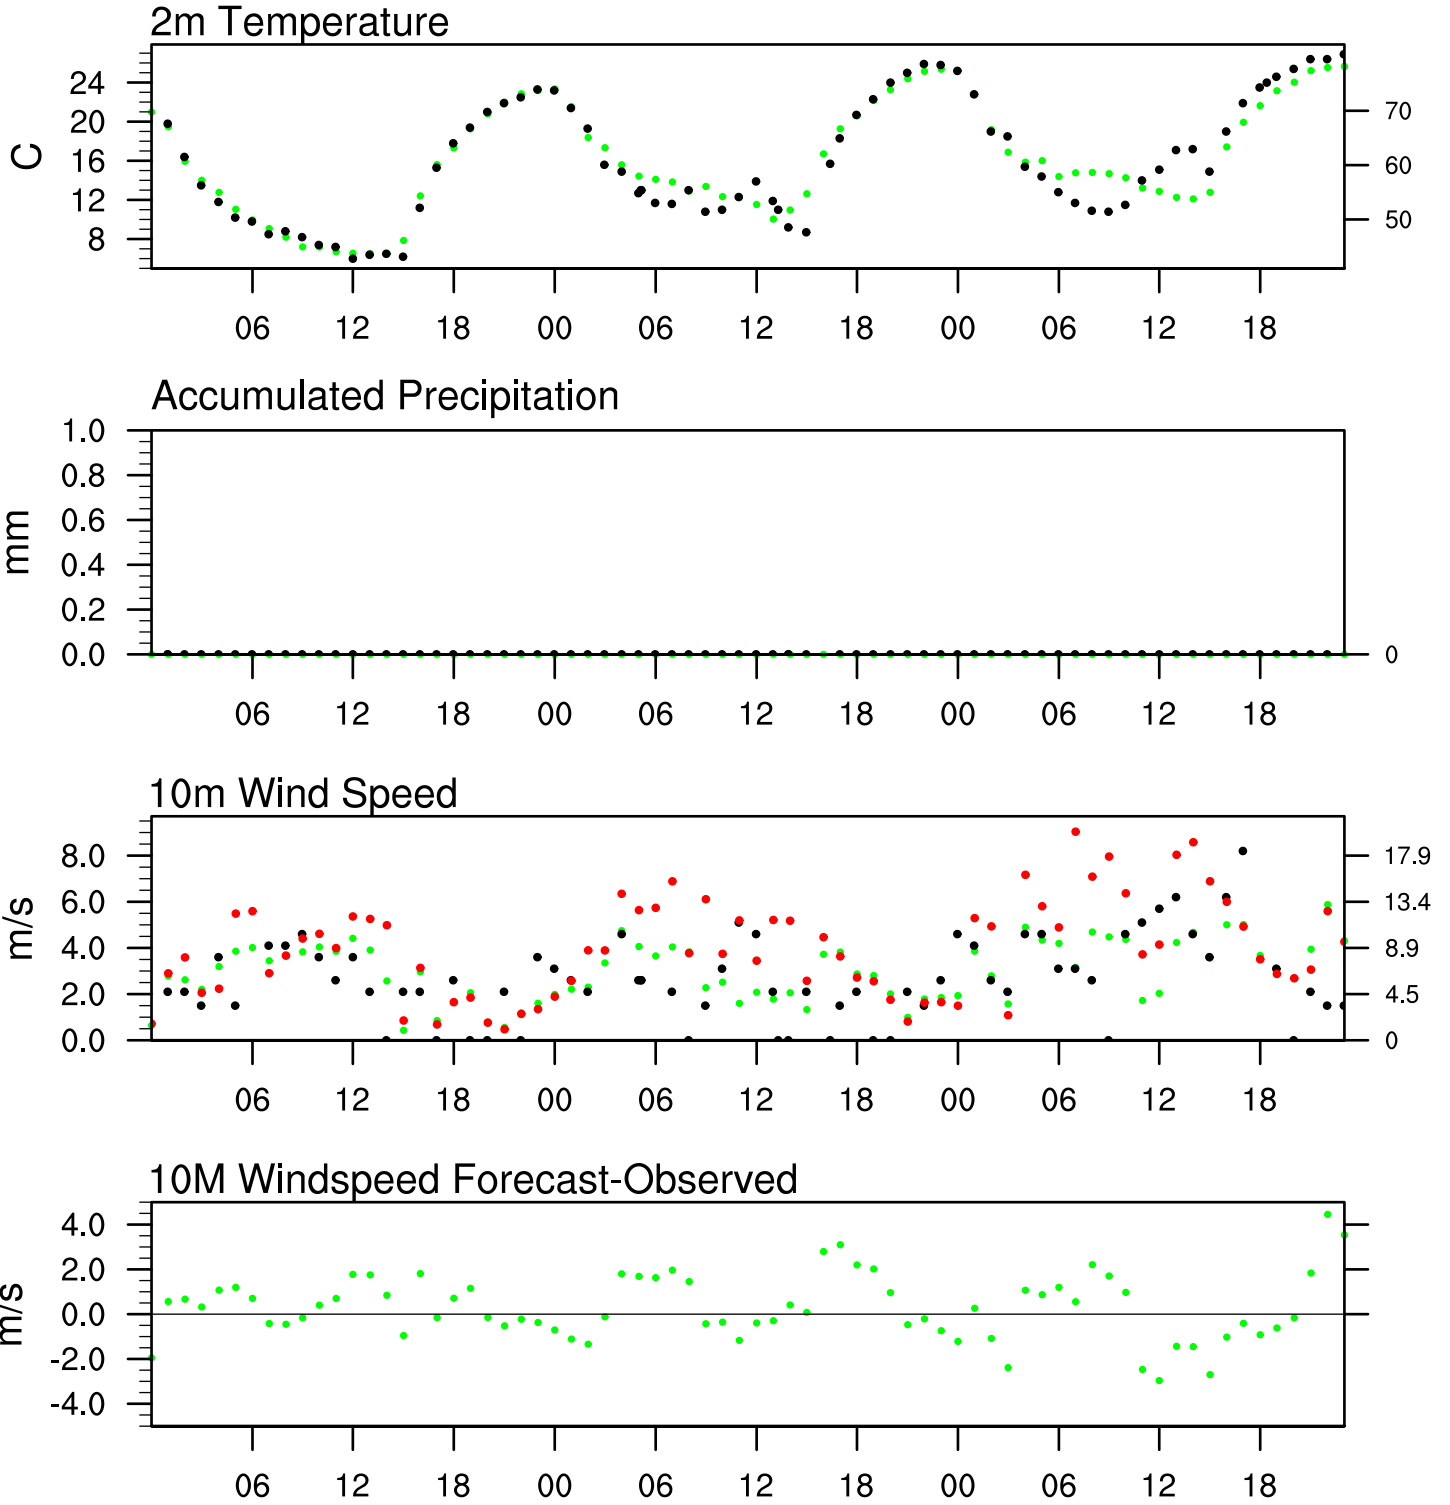 2m Temperature
C
24
20
16
12
8
70
60
50
06 12 18 00 06 12 18 00 06 12 18
Accumulated Precipitation
mm
1.0
0.8
0.6
0.4
0.2
0.0
0
06 12 18 00 06 12 18 00 06 12 18
10m Wind Speed
m/s
8.0
6.0
4.0
2.0
0.0
17.9
13.4
8.9
4.5
0
06 12 18 00 06 12 18 00 06 12 18
10M Windspeed Forecast-Observed
m/s
4.0
2.0
0.0
-2.0
-4.0
06 12 18 00 06 12 18 00 06 12 18